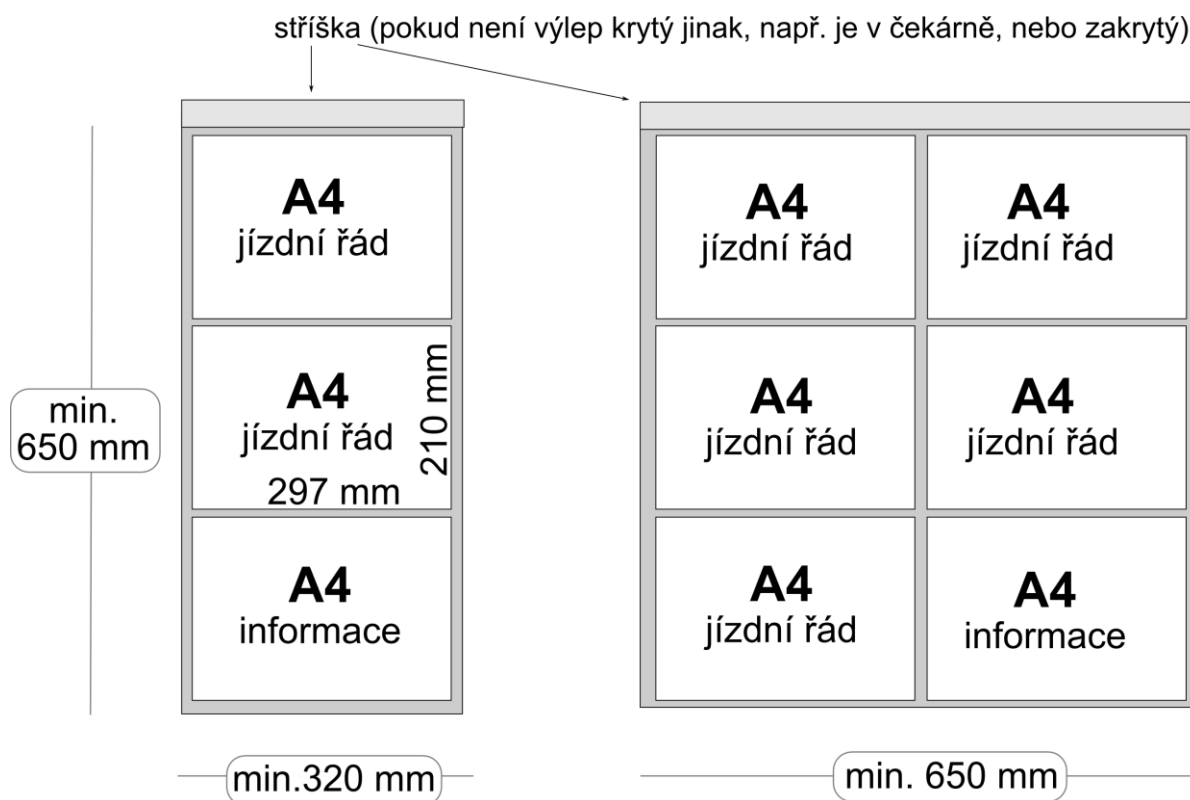 stříška (pokud není výlep krytý jinak, např. je v čekárně, nebo zakrytý)
A4
jízdní řád
A4
jízdní řád
297 mm
210 mm
A4
informace
min.
650 mm
min.320 mm
A4
jízdní řád
A4
jízdní řád
A4
jízdní řád
A4
jízdní řád
A4
jízdní řád
A4
informace
min. 650 mm